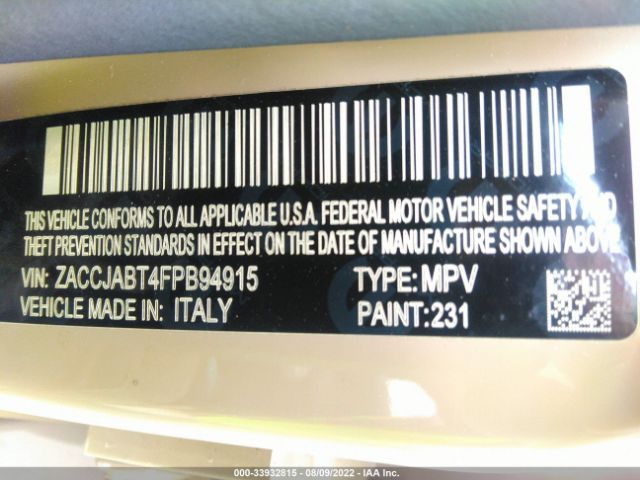 THIS VEHICLE CONFORMS TO ALL APPLICABLE U.S.A. FEDERAL MOTOR VEHICLE SAFETY AND
THEFT PREVENTION STANDARDS IN EFFECT ON THE DATE OF MANUFACTURE SHOWN ABOVE
VIN: ZACCJABT4FPB94915 TYPE: MPV
VEHICLE MADE IN: ITALY PAINT:231
000-33932815 - 08/09/2022 - IAA Inc.